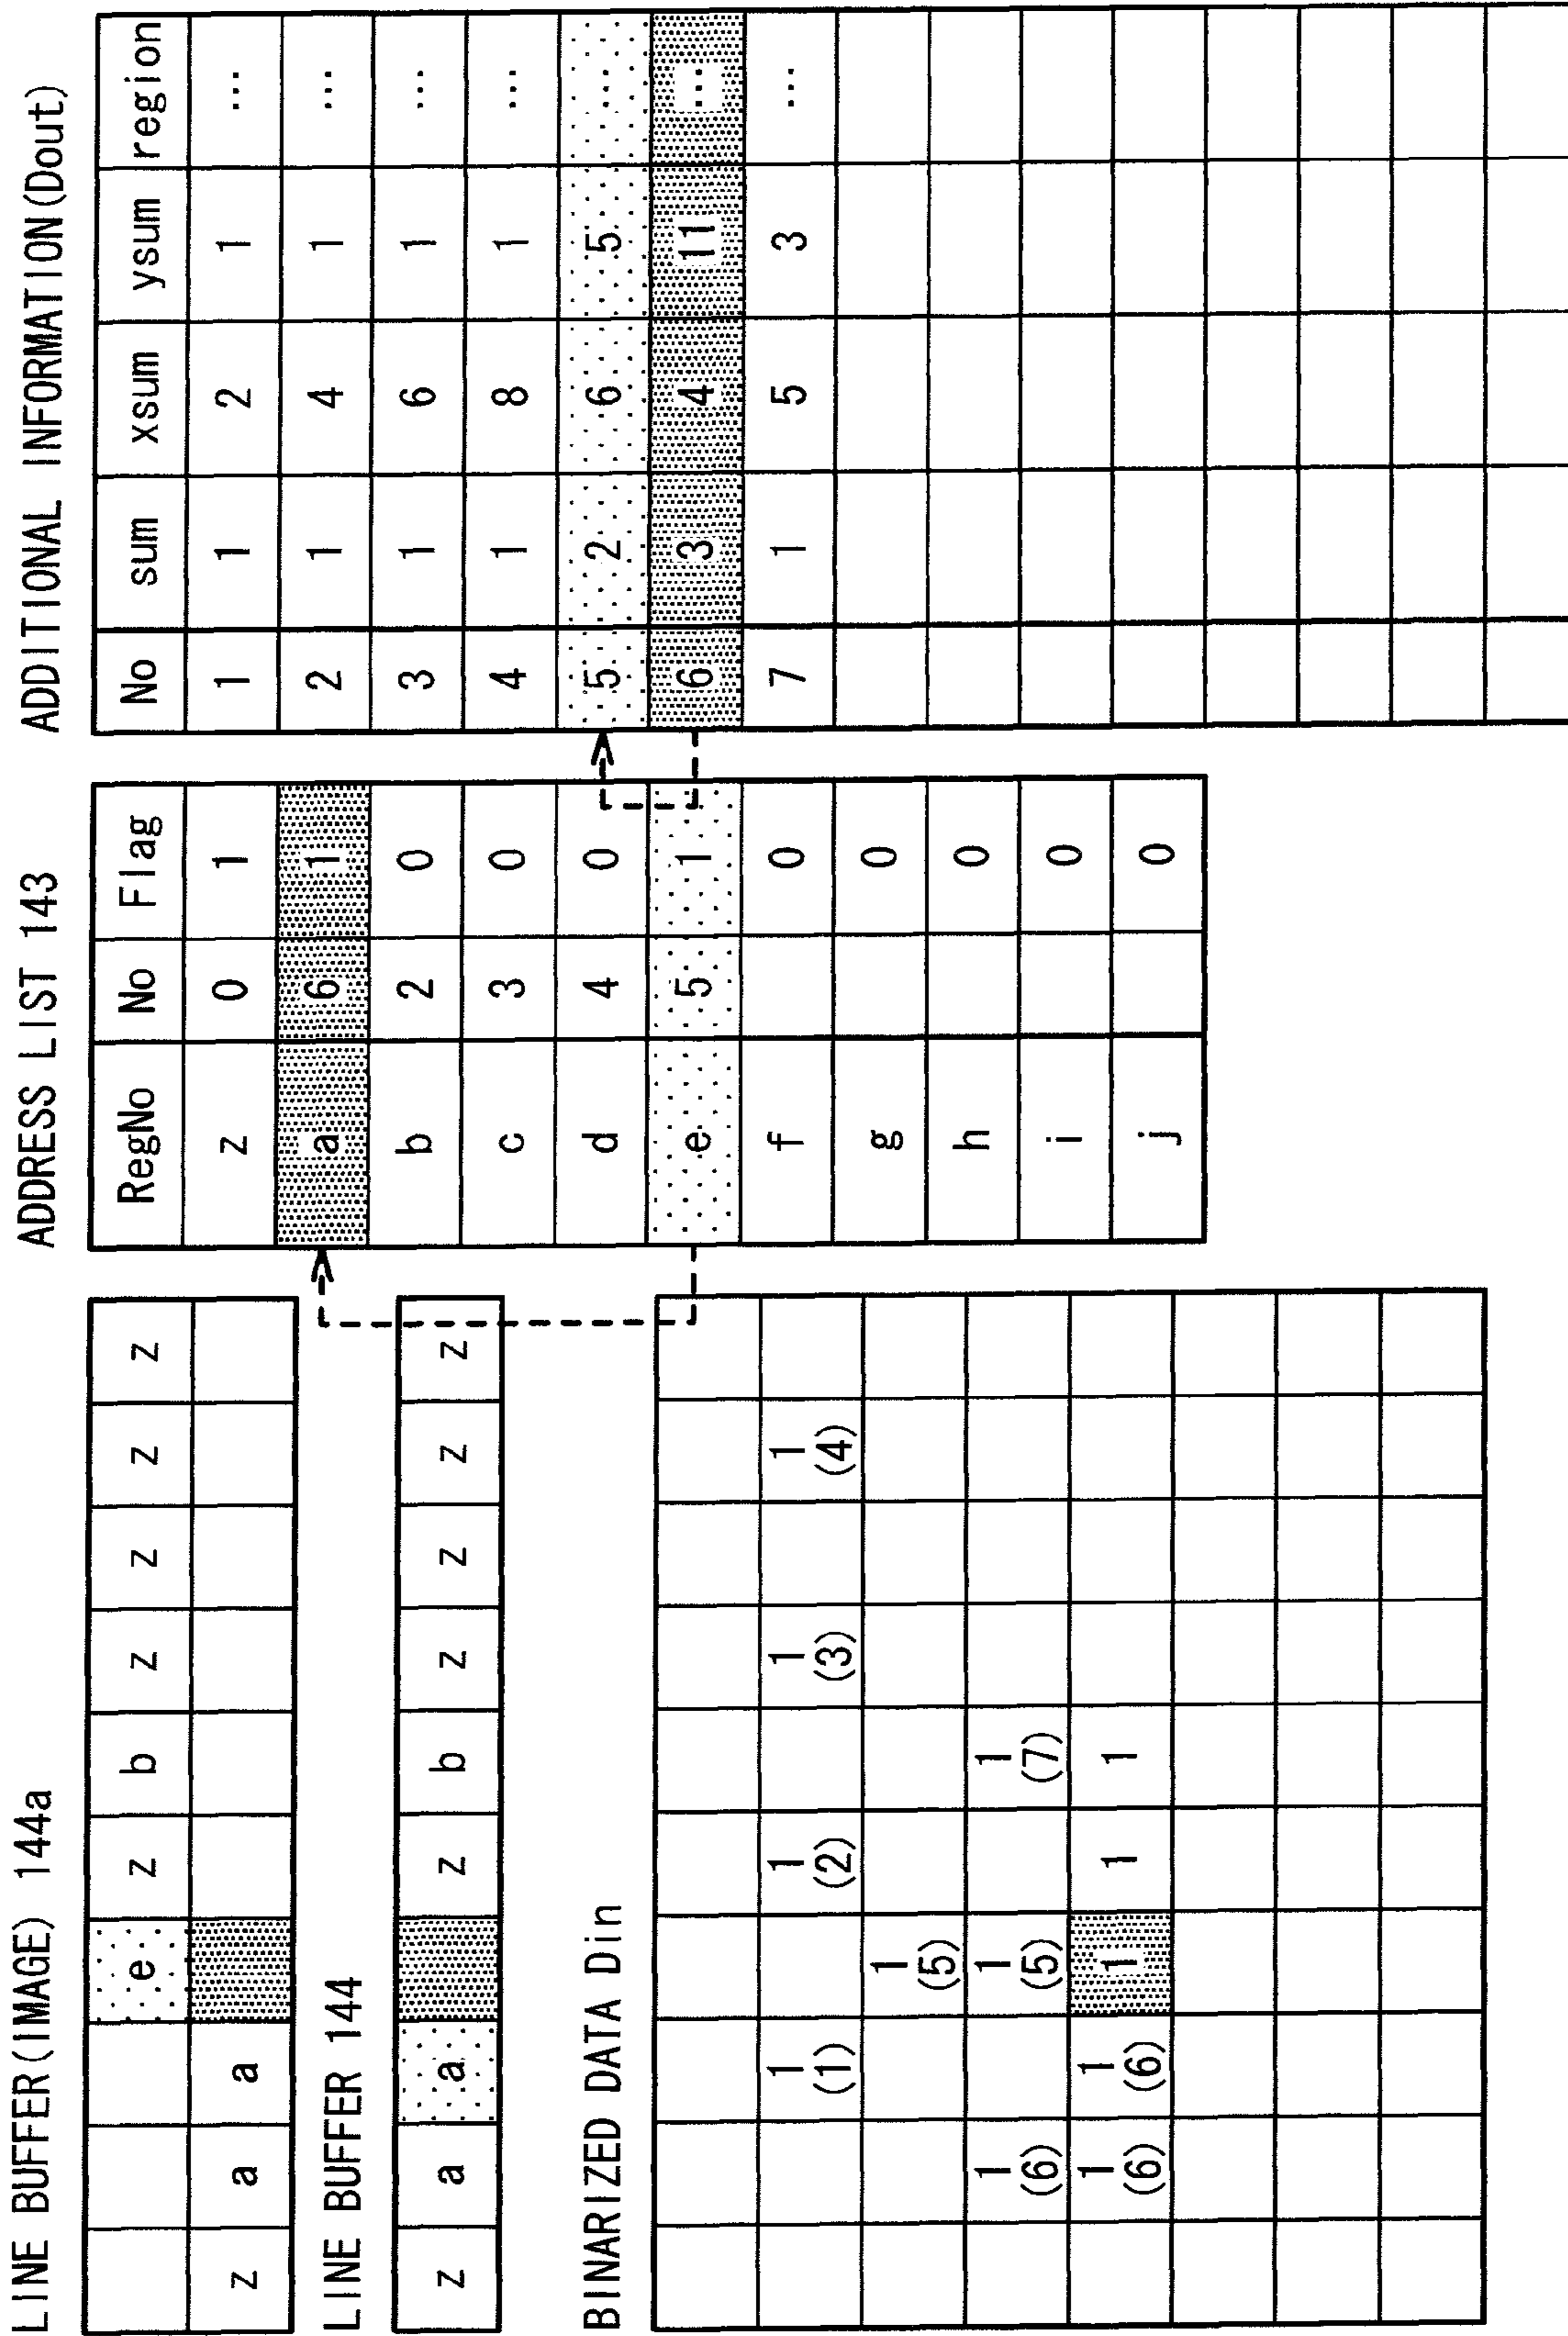 LINE BUFFER(IMAGE) 144a
e z b z z z z
z a a
LINE BUFFER 144
z a a z b z z z z
BINARIZED DATA Din
1 1 1 1
(1) (2) (3) (4)
1
(5)
1 1 1
(6) (5) (7)
1 1 1 1 1
(6) (6)
ADDRESS LIST 143
RegNo No Flag
z 0 1
a 6 1
b 2 0
c 3 0
d 4 0
e 5 1
f 0
g 0
h 0
i 0
j 0
ADDITIONAL INFORMATION(Dout)
No sum xsum ysum region
1 1 2 1 ...
2 1 4 1 ...
3 1 6 1 ...
4 1 8 1 ...
5 2 6 5 ...
6 3 4 11 ...
7 1 5 3 ...